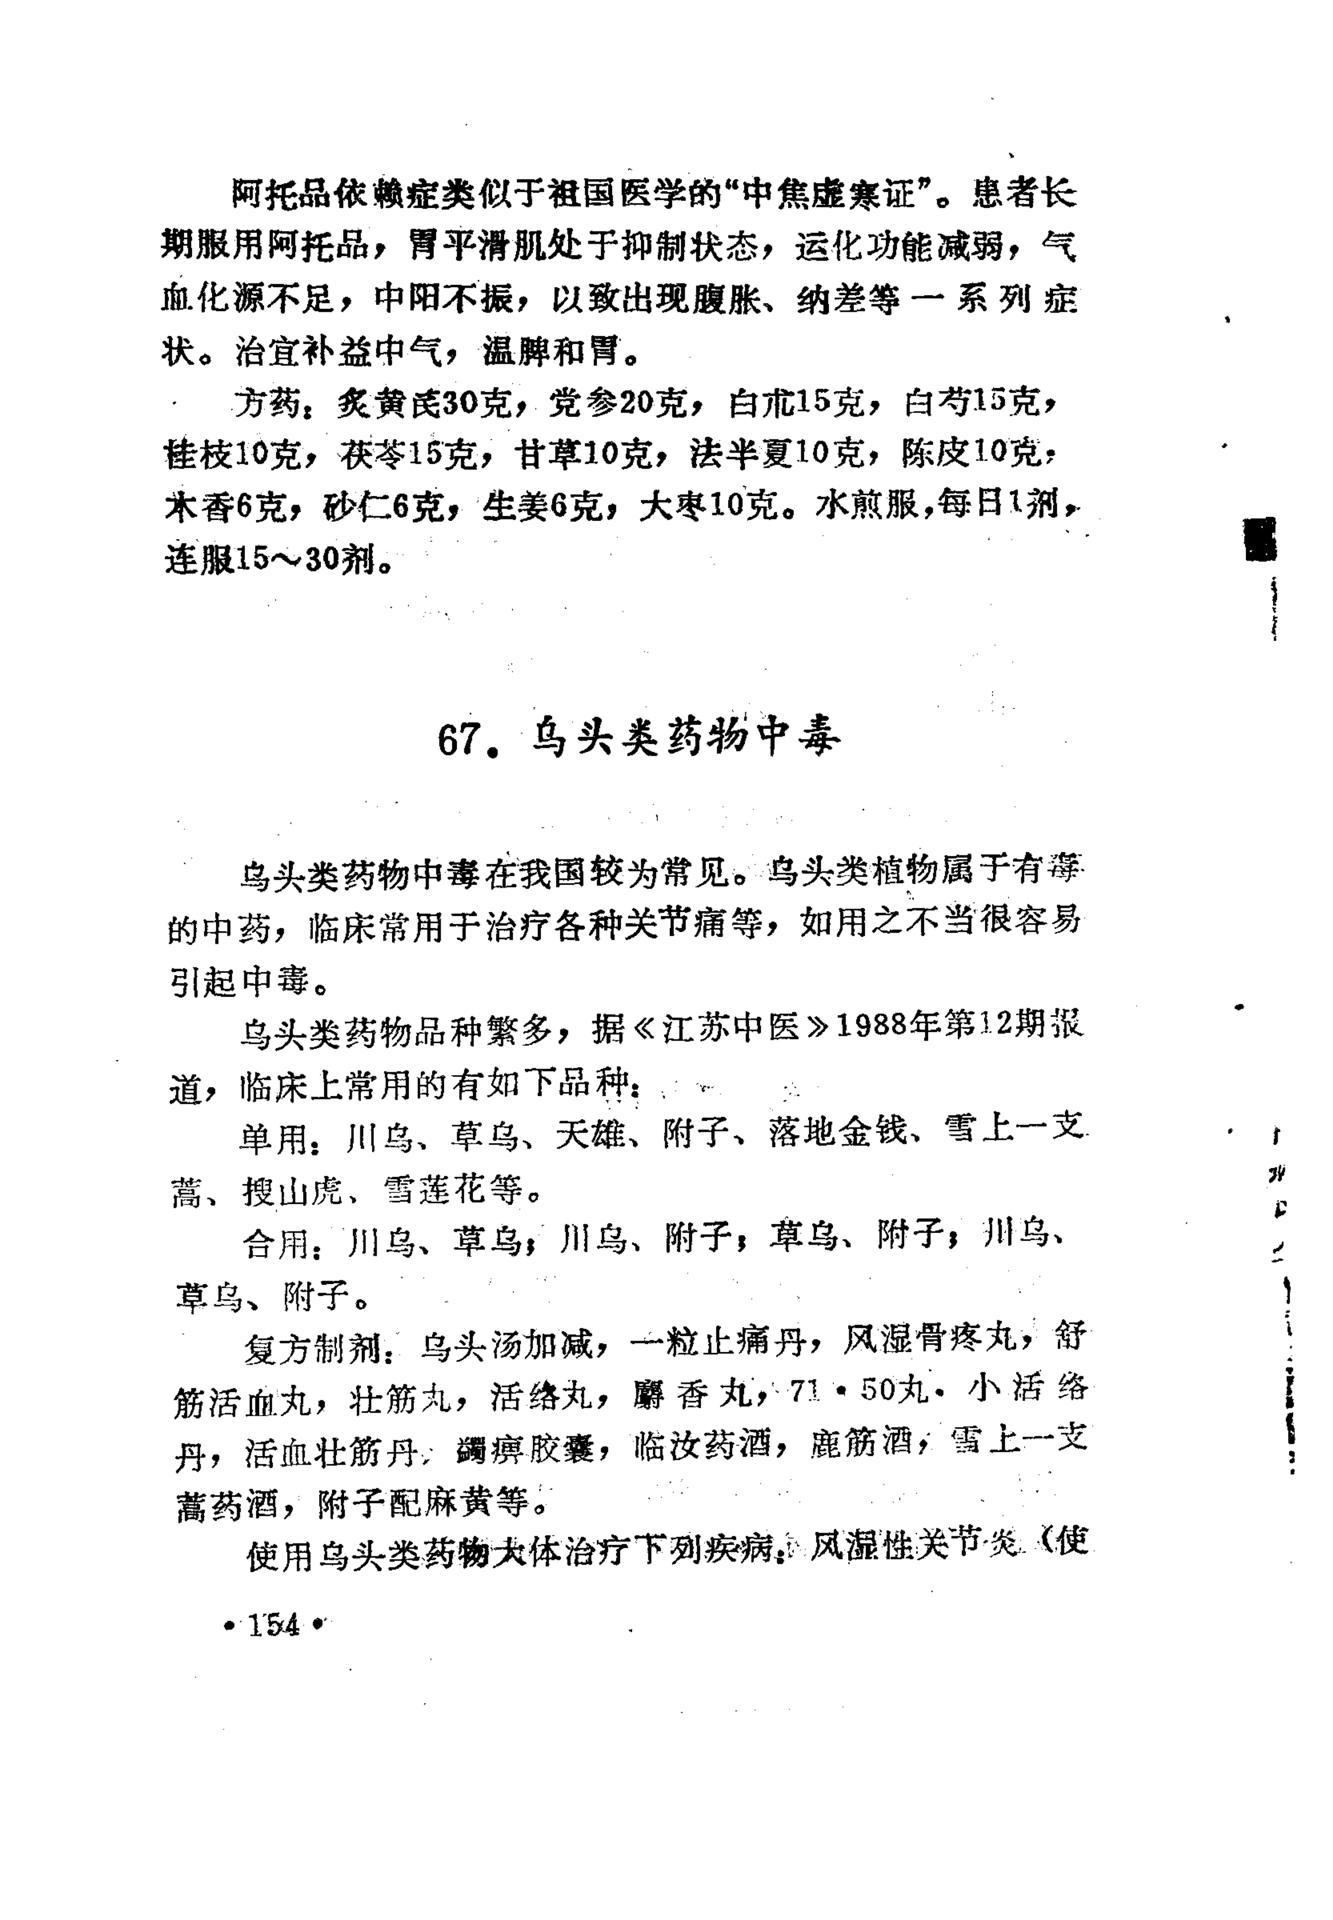 阿托品依赖症类似于祖国医学的“中焦虚寒证”。患者长
期服用阿托品，胃平滑肌处于抑制状态，运化功能减弱，气
血化源不足，中阳不振，以致出现腹胀、纳差等一系列症
状。治宜补益中气，温脾和胃。
方药：炙黄芪30克，党参20克，白朮15克，白芍15克，
桂枝10克，茯苓15克，甘草10克，法半夏10克，陈皮10克，
木香6克，砂仁6克，生姜6克，大枣10克。水煎服，每日1剂，
连服15～30剂。
67．乌头类药物中毒
乌头类药物中毒在我国较为常见。乌头类植物属于有毒
的中药，临床常用于治疗各种关节痛等，如用之不当很容易
引起中毒。
乌头类药物品种繁多，据《江苏中医》1988年第12期报
道，临床上常用的有如下品种：
单用：川乌、草乌、天雄、附子、落地金钱、雪上一支
蒿、搜山虎、雪莲花等。
合用：川乌、草乌；川乌、附子；草乌、附子；川乌、
草乌、附子。
复方制剂：乌头汤加减，一粒止痛丹，风湿骨疼丸，舒
筋活血丸，壮筋丸，活络丸，麝香丸，71·50丸．小活络
丹，活血壮筋丹，蠲痹胶囊，临汝药酒，鹿筋酒，雪上一支
蒿药酒，附子配麻黄等。
使用乌头类药物大体治疗下列疾病：风湿性关节炎（使
·154·